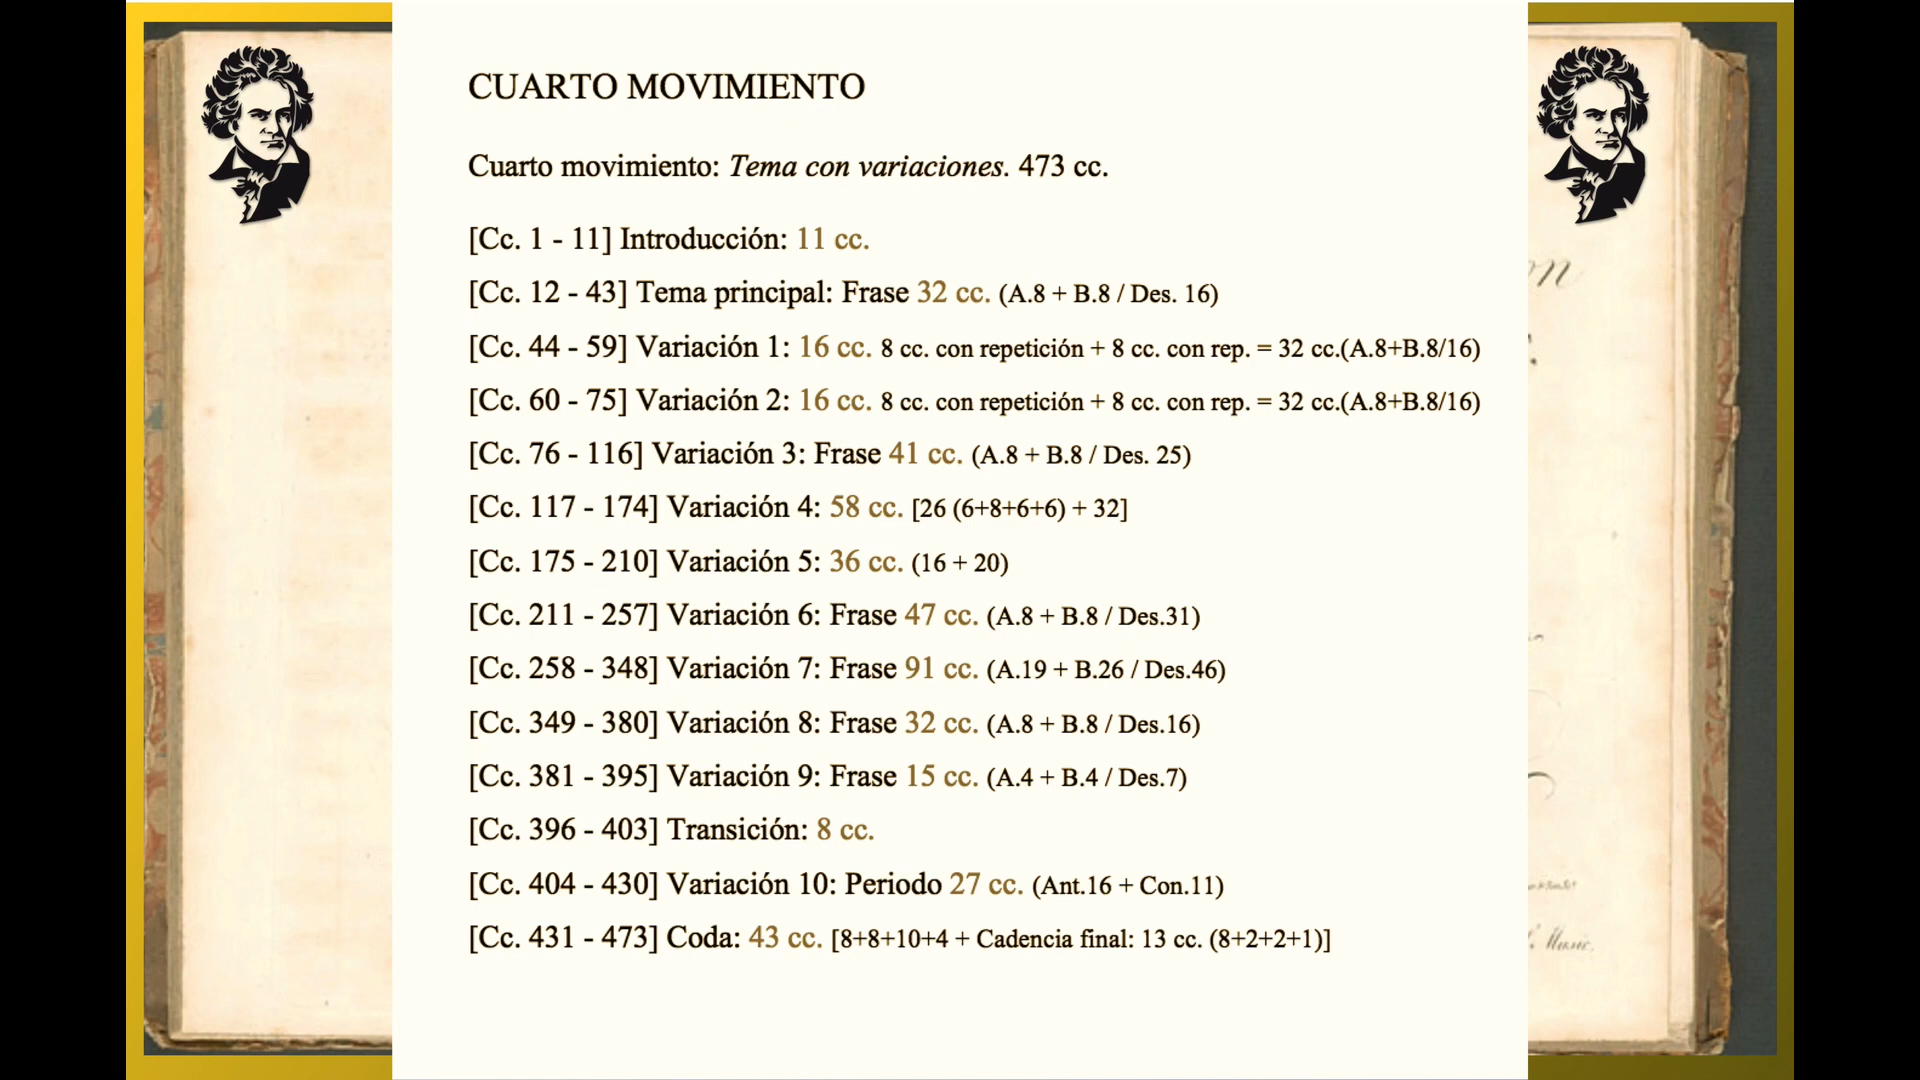 CUARTO MOVIMIENTO
Cuarto movimiento: Tema con variaciones. 473 cc.
[Cc. 1 - 11] Introducción: 11 cc.
[Cc. 12 - 43] Tema principal: Frase 32 cc. (A.8 + B.8 / Des. 16)
[Cc. 44 - 59] Variación 1: 16 cc. 8 cc. con repetición + 8 cc. con rep. = 32 cc.(A.8+B.8/16)
[Cc. 60 - 75] Variación 2: 16 cc. 8 cc. con repetición + 8 cc. con rep. = 32 cc.(A.8+B.8/16)
[Cc. 76 - 116] Variación 3: Frase 41 cc. (A.8 + B.8 / Des. 25)
[Cc. 117 - 174] Variación 4: 58 cc. [26 (6+8+6+6) + 32]
[Cc. 175 - 210] Variación 5: 36 cc. (16 + 20)
[Cc. 211 - 257] Variación 6: Frase 47 cc. (A.8 + B.8 / Des.31)
[Cc. 258 - 348] Variación 7: Frase 91 cc. (A.19 + B.26 / Des.46)
[Cc. 349 - 380] Variación 8: Frase 32 cc. (A.8 + B.8 / Des.16)
[Cc. 381 - 395] Variación 9: Frase 15 cc. (A.4 + B.4 / Des.7)
[Cc. 396 - 403] Transición: 8 cc.
[Cc. 404 - 430] Variación 10: Periodo 27 cc. (Ant.16 + Con.11)
[Cc. 431 - 473] Coda: 43 cc. [8+8+10+4 + Cadencia final: 13 cc. (8+2+2+1)]